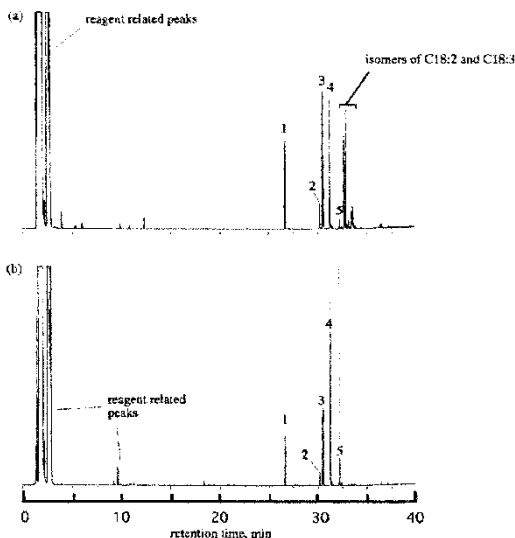 (a)
reagent related peaks
isomers of C18:2 and C18:3
1
2
3
4
5
(b)
reagent related
peaks
1
2
3
4
5
0 10 20 30 40
retention time, min